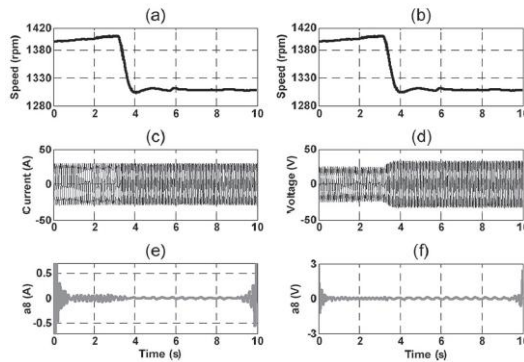 (a)
Speed (rpm)
1420
1330
1310
1280
0 2 4 6 8 10
(b)
Speed (rpm)
1420
1330
1310
1280
0 2 4 6 8 10
(c)
Current (A)
50
0
-50
0 2 4 6 8 10
(d)
Voltage (V)
50
0
-50
0 2 4 6 8 10
(e)
a8 (A)
0.5
0
-0.5
0 2 4 6 8 10
Time (s)
(f)
a8 (V)
3
0
-3
0 2 4 6 8 10
Time (s)